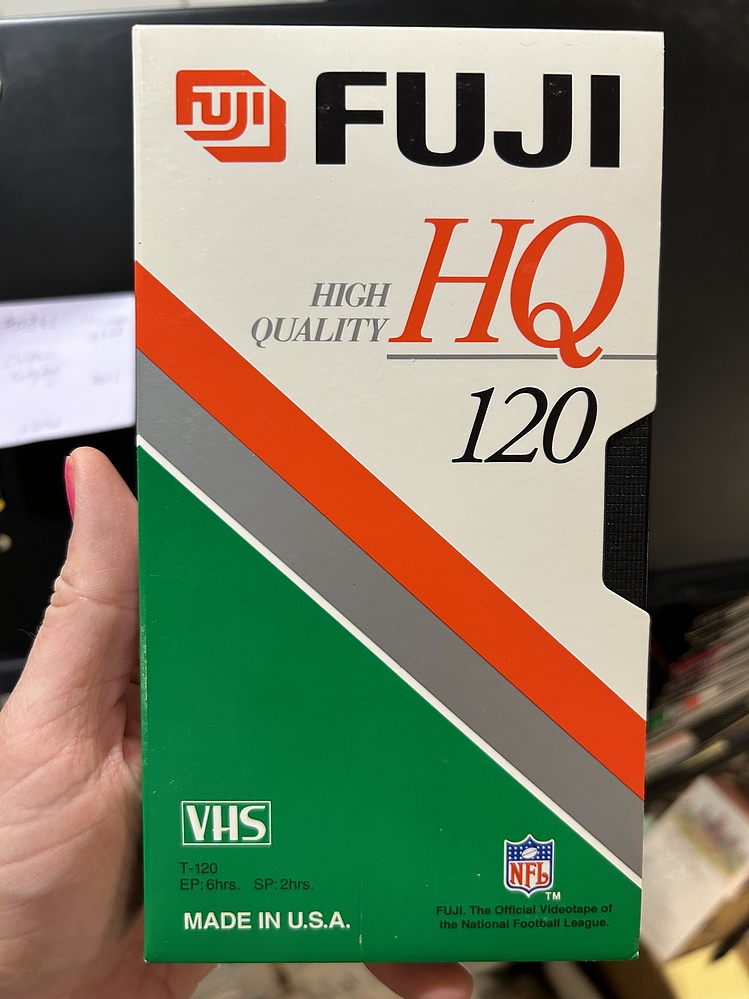 FUJI FUJI
HIGH
QUALITY HQ
120
VHS
T-120
EP:6hrs. SP:2hrs.
MADE IN U.S.A.
NFL
TM
FUJI. The Official Videotape of
the National Football League.